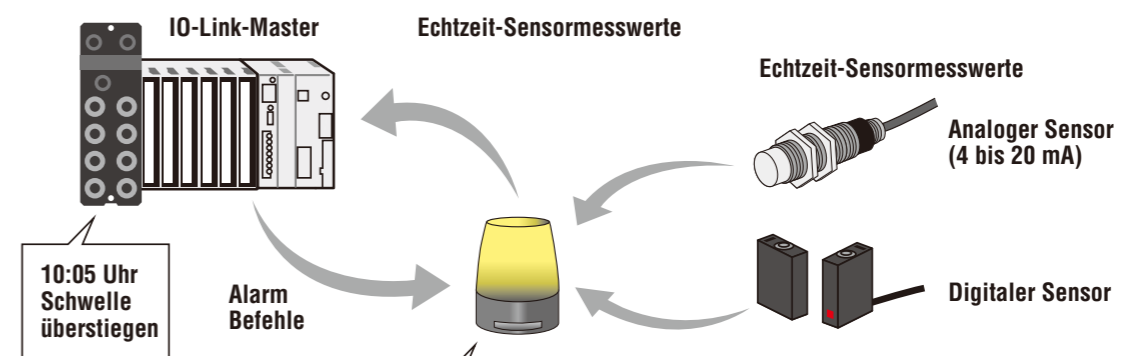 IO-Link-Master
Echtzeit-Sensormesswerte
Echtzeit-Sensormesswerte
Analoger Sensor
(4 bis 20 mA)
10:05 Uhr
Schwelle
überstiegen
Alarm
Befehle
Digitaler Sensor